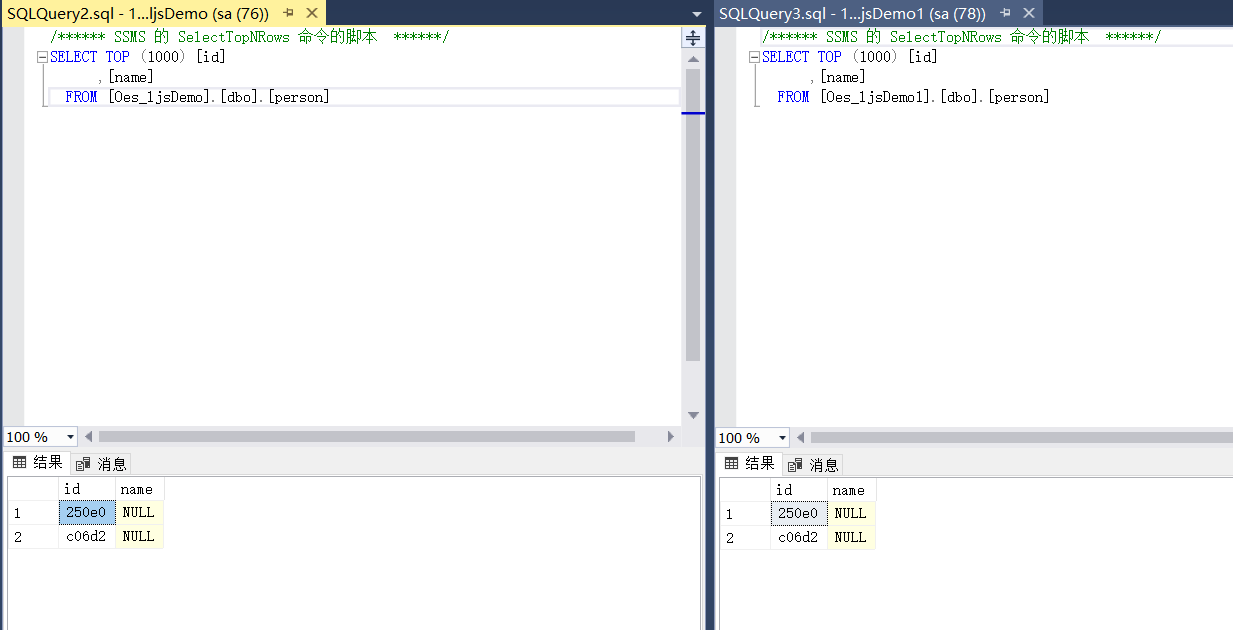 SQLQuery2.sql - 1...ljsDemo (sa (76))
/****** SSMS 的 SelectTopNRows 命令的脚本  ******/
SELECT TOP (1000) [id]
,[name]
FROM [Oes_ljsDemo].[dbo].[person]
100 %
结果 消息
id name
1 250e0 NULL
2 c06d2 NULL
SQLQuery3.sql - 1...jsDemo1 (sa (78))
/****** SSMS 的 SelectTopNRows 命令的脚本  ******/
SELECT TOP (1000) [id]
,[name]
FROM [Oes_ljsDemo1].[dbo].[person]
100 %
结果 消息
id name
1 250e0 NULL
2 c06d2 NULL